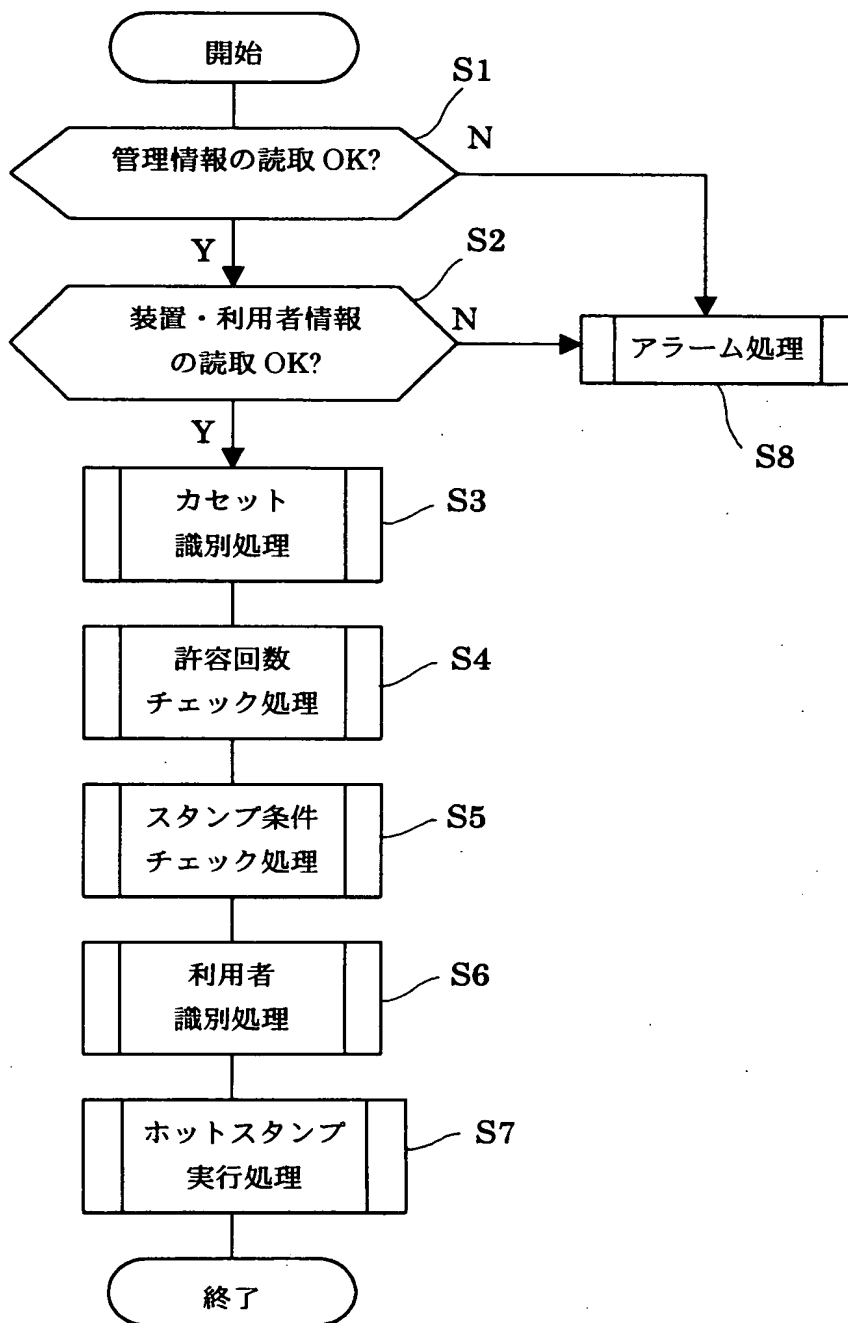 開始
S1
管理情報の読取 OK?
N
Y
S2
装置・利用者情報
の読取 OK?
N
アラーム処理
S8
Y
カセット
識別処理
S3
許容回数
チェック処理
S4
スタンプ条件
チェック処理
S5
利用者
識別処理
S6
ホットスタンプ
実行処理
S7
終了